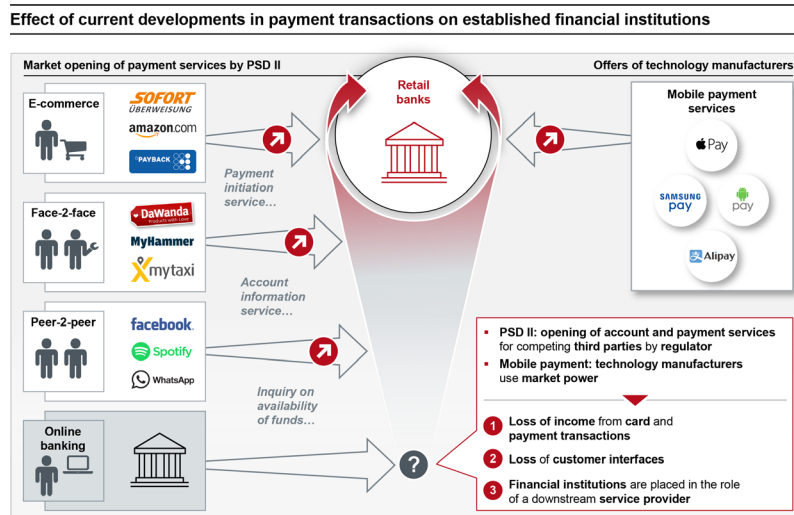 Effect of current developments in payment transactions on established financial institutions
Market opening of payment services by PSD II
Offers of technology manufacturers
E-commerce
SOFORT
ÜBERWEISUNG
amazon.com
PAYBACK
Payment
initiation
service…
Face-2-face
DaWanda
Products with Love
MyHammer
mytaxi
Account
information
service…
Peer-2-peer
facebook.
Spotify
WhatsApp
Inquiry on
availability
of funds…
Online
banking
Retail
banks
?
Mobile payment
services
Pay
SAMSUNG
pay
pay
Alipay
▪ PSD II: opening of account and payment services
for competing third parties by regulator
▪ Mobile payment: technology manufacturers
use market power
1 Loss of income from card and
payment transactions
2 Loss of customer interfaces
3 Financial institutions are placed in the role
of a downstream service provider